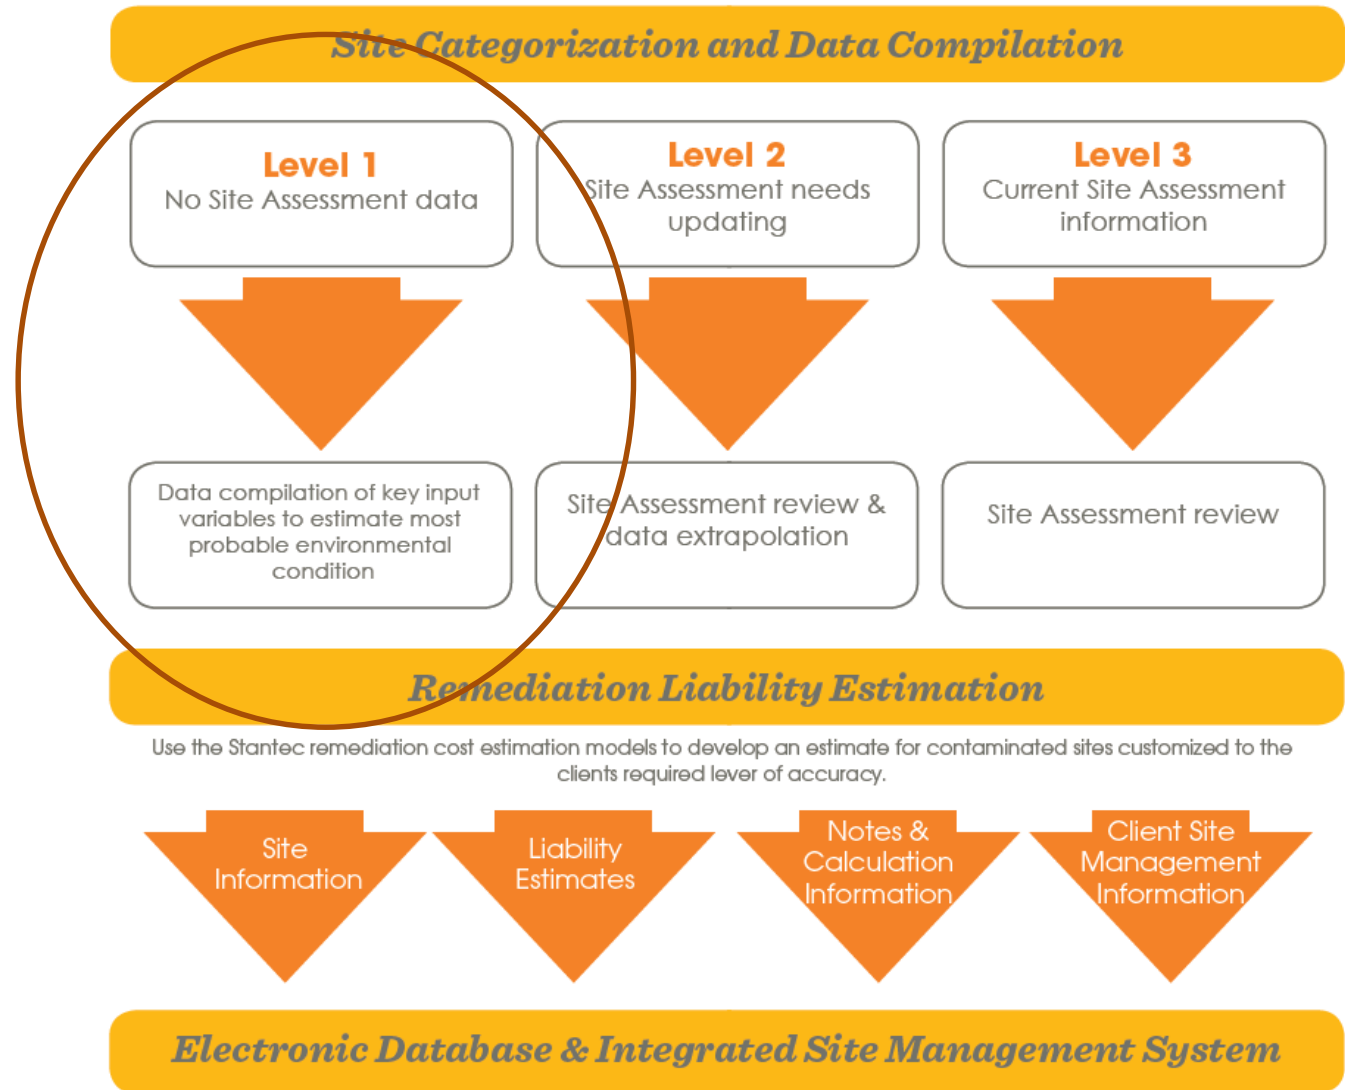 Site Categorization and Data Compilation
Level 1
No Site Assessment data
Level 2
Site Assessment needs
updating
Level 3
Current Site Assessment
information
Data compilation of key input
variables to estimate most
probable environmental
condition
Site Assessment review &
data extrapolation
Site Assessment review
Remediation Liability Estimation
Use the Stantec remediation cost estimation models to develop an estimate for contaminated sites customized to the
clients required lever of accuracy.
Site
Information
Liability
Estimates
Notes &
Calculation
Information
Client Site
Management
Information
Electronic Database & Integrated Site Management System